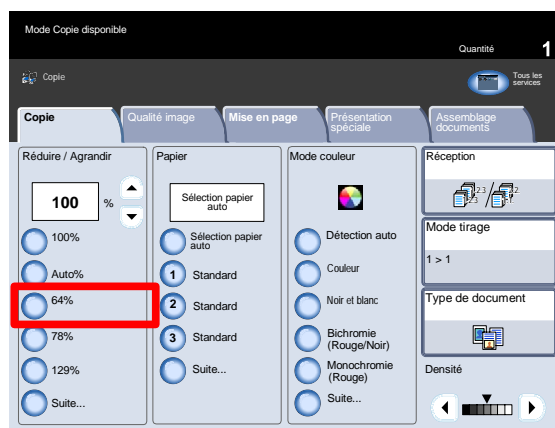 Mode Copie disponible
Quantité
1
Copie
Tous les
services
Copie
Qualité image
Mise en page
Présentation
spéciale
Assemblage
documents
Réduire / Agrandir
100 %
100%
Auto%
64%
78%
129%
Suite...
Papier
Sélection papier
auto
Sélection papier
auto
1 Standard
2 Standard
3 Standard
Suite...
Mode couleur
Détection auto
Couleur
Noir et blanc
Bichromie
(Rouge/Noir)
Monochromie
(Rouge)
Suite...
Réception
Mode tirage
1 > 1
Type de document
Densité